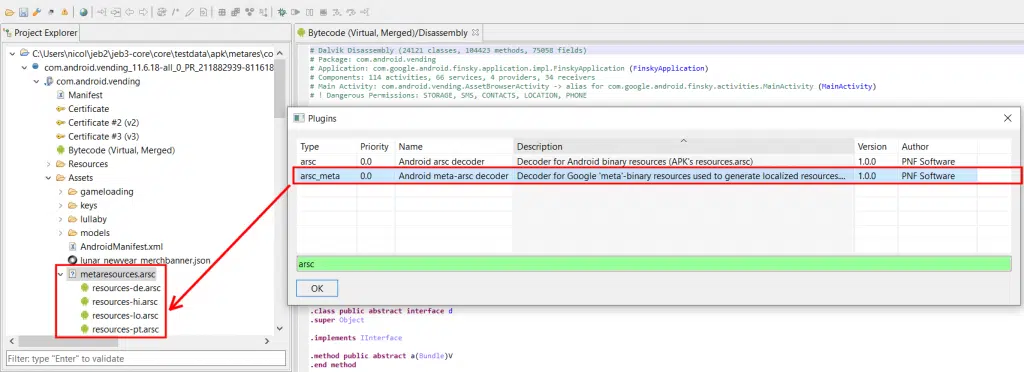 Project Explorer
C:\Users\nicol\jeb2\jeb3-core\core\testdata\apk\metares\co
com.android.vending_11.6.18-all_0_PR_211882939-811618
com.android.vending
Manifest
Certificate
Certificate #2 (v2)
Certificate #3 (v3)
Bytecode (Virtual, Merged)
Resources
Assets
gameloading
keys
lullaby
models
AndroidManifest.xml
lunar_newyear_merchbanner.json
metaresources.arsc
resources-de.arsc
resources-hi.arsc
resources-lo.arsc
resources-pt.arsc
Filter: type "Enter" to validate
Bytecode (Virtual, Merged)/Disassembly
# Dalvik Disassembly (24121 classes, 104423 methods, 75058 fields)
# Package: com.android.vending
# Application: com.google.android.finsky.application.impl.FinskyApplication (FinskyApplication)
# Components: 114 activities, 66 services, 4 providers, 34 receivers
# Main Activity: com.android.vending.AssetBrowserActivity -> alias for com.google.android.finsky.activities.MainActivity (MainActivity)
# ! Dangerous Permissions: STORAGE, SMS, CONTACTS, LOCATION, PHONE
Plugins
Type Priority Name Description Version Author
arsc 0.0 Android arsc decoder Decoder for Android binary resources (APK's resources.arsc) 1.0.0 PNF Software
arsc_meta 0.0 Android meta-arsc decoder Decoder for Google 'meta'-binary resources used to generate localized resources.... 1.0.0 PNF Software
arsc
OK
.class public abstract interface d
.super Object
.implements IInterface
.method public abstract a(Bundle)V
.end method